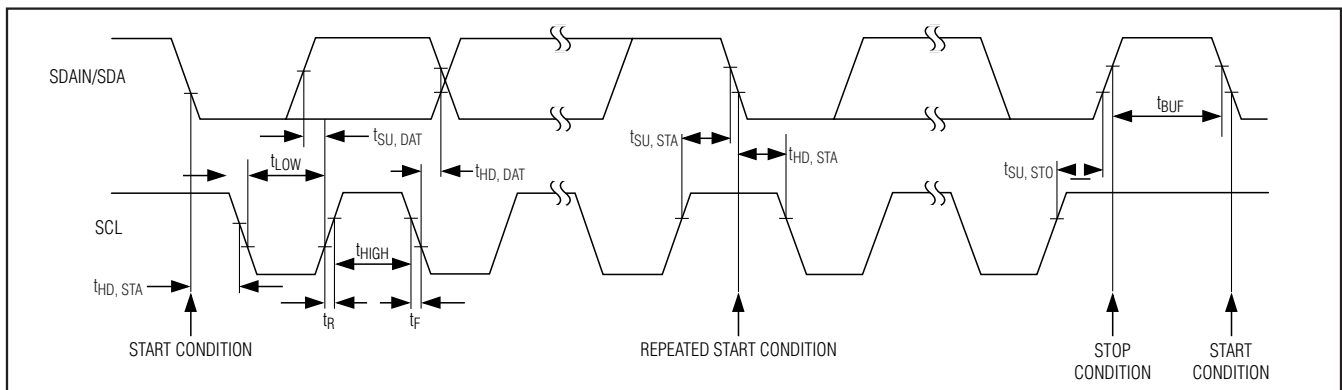 SDAIN/SDA
tSU, DAT
tLOW
tHD, DAT
tSU, STA
tHD, STA
tBUF
tSU, STO
SCL
tHIGH
tHD, STA
tR
tF
START CONDITION
REPEATED START CONDITION
STOP
CONDITION
START
CONDITION